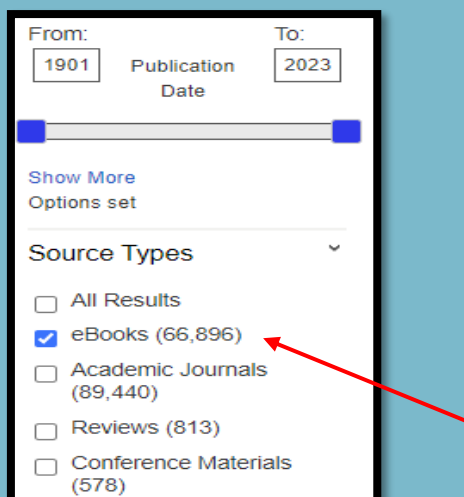 From: To:
1901 Publication Date 2023
Show More
Options set
Source Types
All Results
eBooks (66,896)
Academic Journals
(89,440)
Reviews (813)
Conference Materials
(578)